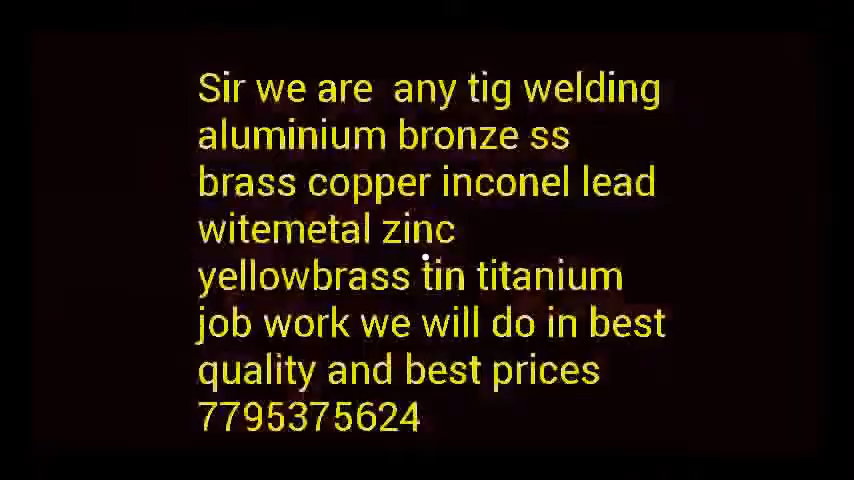 Sir we are any tig welding
aluminium bronze ss
brass copper inconel lead
witemetal zinc
yellowbrass tin titanium
job work we will do in best
quality and best prices
7795375624